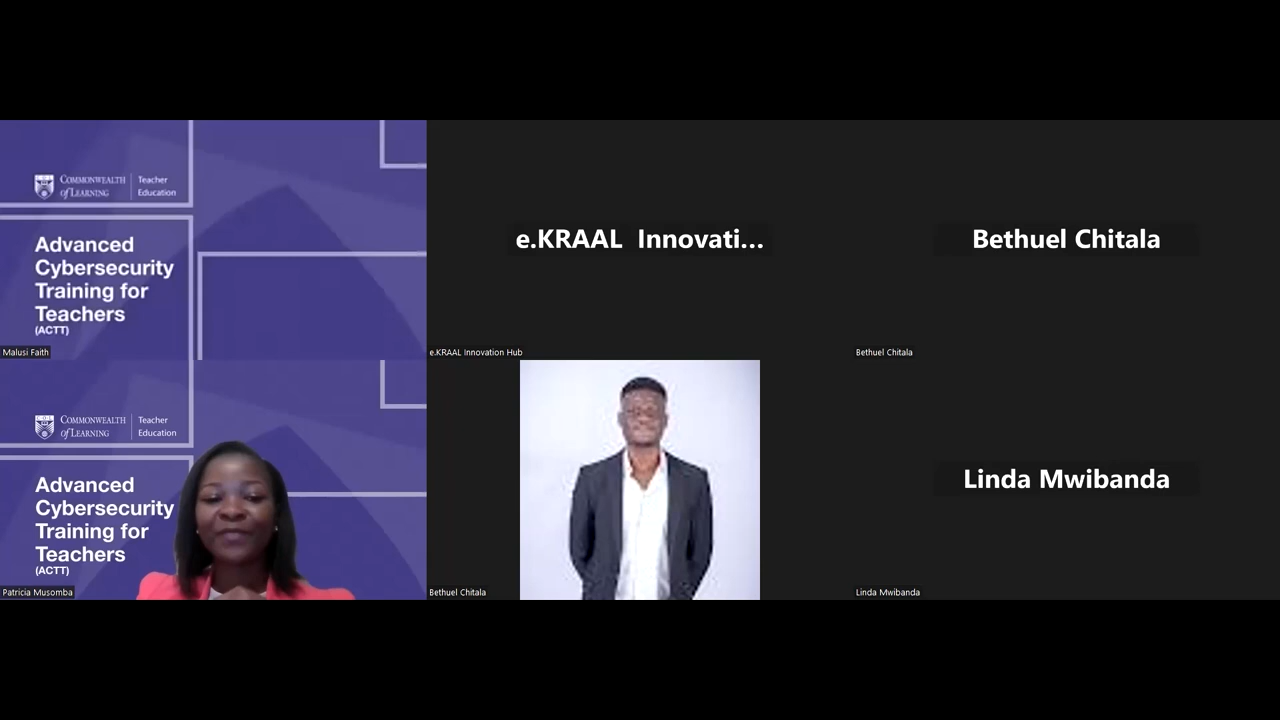 COMMONWEALTH
of LEARNING
Teacher
Education
Advanced
Cybersecurity
Training for
Teachers
(ACTT)
Malusi Faith
e.KRAAL Innovati...
e.KRAAL Innovation Hub
Bethuel Chitala
Bethuel Chitala
COL
COMMONWEALTH
of LEARNING
Teacher
Education
Advanced
Cybersecurity
Training for
Teachers
(ACTT)
Patricia Musomba
Bethuel Chitala
Linda Mwibanda
Linda Mwibanda